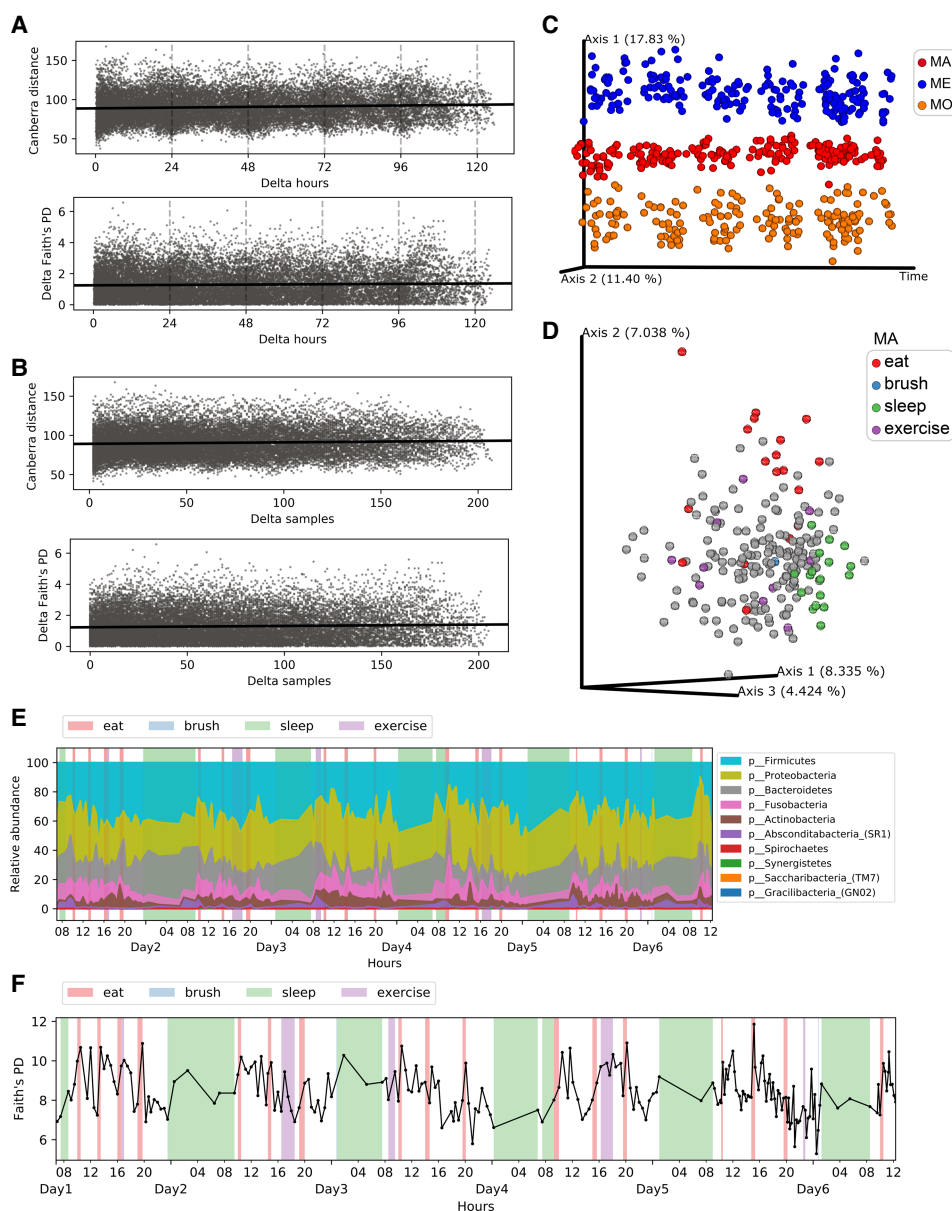 A
Canberra distance
150
100
50
0 24 48 72 96 120
Delta hours
Delta Faith's PD
6
4
2
0
0 24 48 72 96 120
Delta hours
B
Canberra distance
150
100
50
0 50 100 150 200
Delta samples
Delta Faith's PD
6
4
2
0
0 50 100 150 200
Delta samples
C
Axis 1 (17.83 %)
MA
ME
MO
Time
Axis 2 (11.40 %)
D
Axis 2 (7.038 %)
MA
eat
brush
sleep
exercise
Axis 1 (8.335 %)
Axis 3 (4.424 %)
E
eat brush sleep exercise
Relative abundance
100
80
60
40
20
0
08 12 16 20 04 08 12 16 20 04 08 12 16 20 04 08 12 16 20 04 08 12 16 20 04 08 12
Day2 Day3 Day4 Day5 Day6
Hours
p__Firmicutes
p__Proteobacteria
p__Bacteroidetes
p__Fusobacteria
p__Actinobacteria
p__Absconditabacteria_(SR1)
p__Spirochaetes
p__Synergistetes
p__Saccharibacteria_(TM7)
p__Gracilibacteria_(GN02)
F
eat brush sleep exercise
Faith's PD
12
10
8
6
08 12 16 20 04 08 12 16 20 04 08 12 16 20 04 08 12 16 20 04 08 12 16 20 04 08 12
Day1 Day2 Day3 Day4 Day5 Day6
Hours